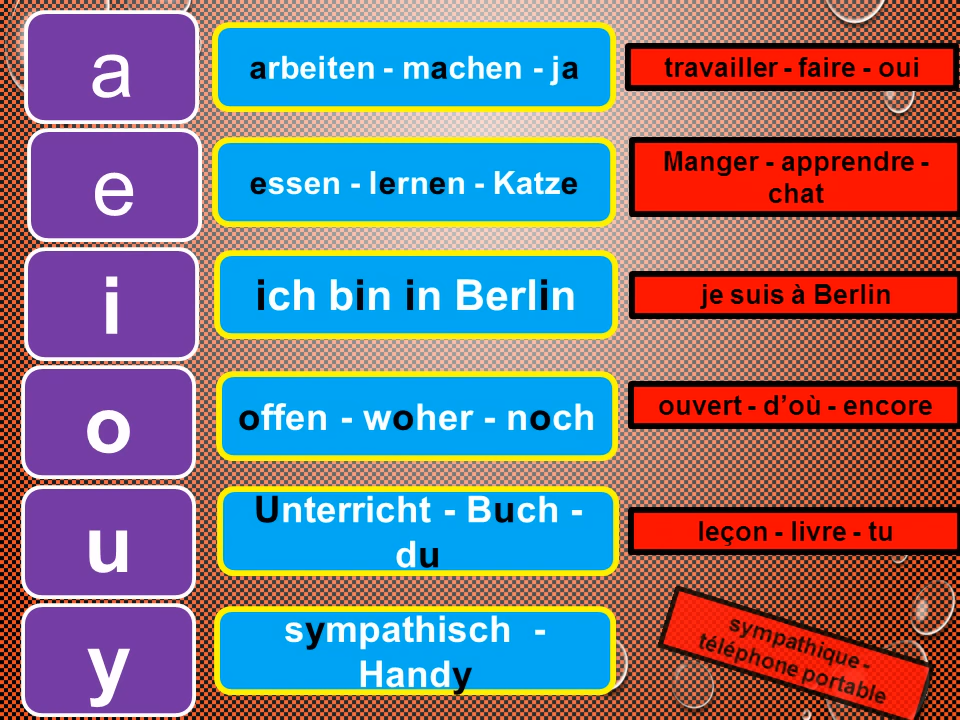 a
arbeiten - machen - ja
travailler - faire - oui
e
essen - lernen - Katze
Manger - apprendre -
chat
i
ich bin in Berlin
je suis à Berlin
o
offen - woher - noch
ouvert - d’où - encore
u
Unterricht - Buch -
du
leçon - livre - tu
y
sympathisch -
Handy
sympathique -
téléphone portable